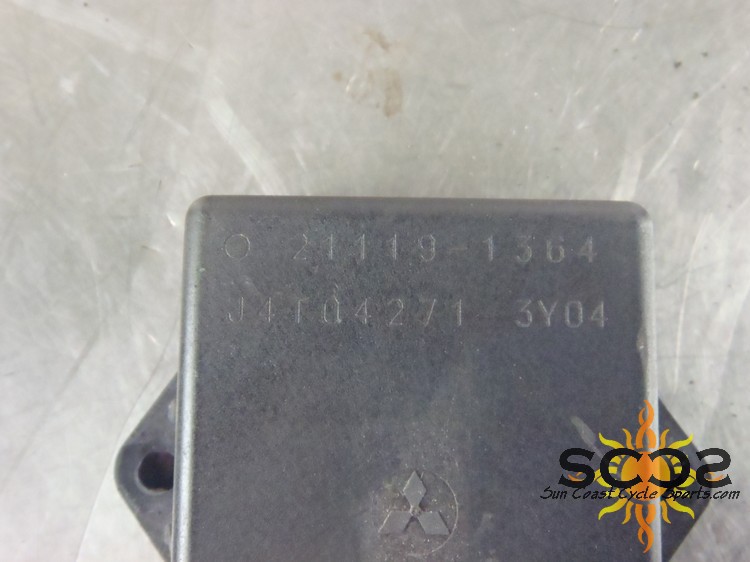 21119-1364
J4T04271 3Y04
SCCS
Sun Coast Cycle Sports.com